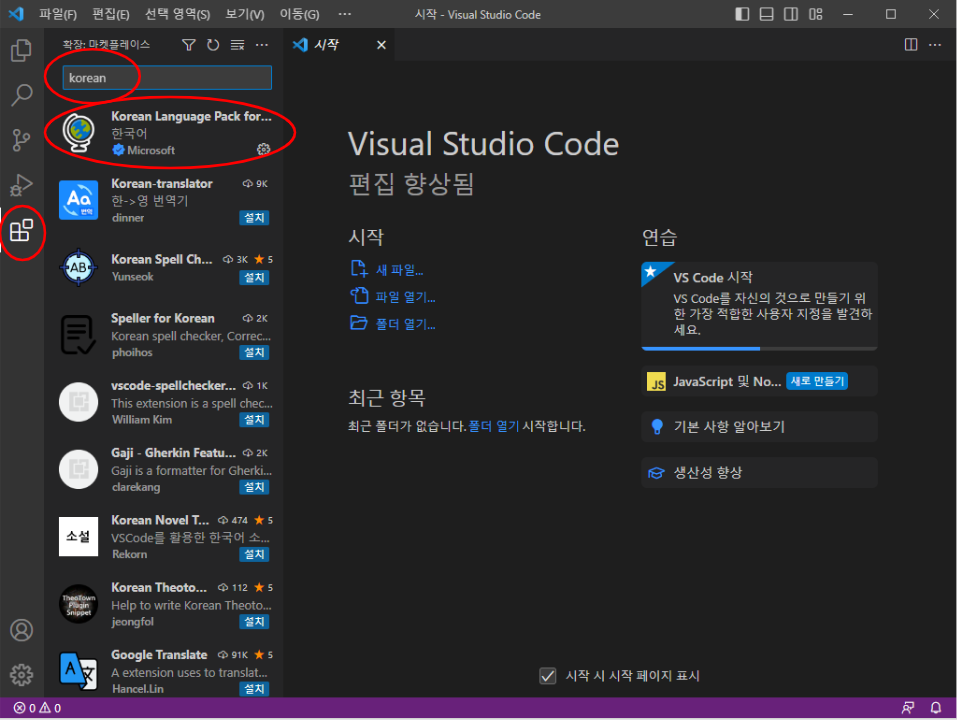 파일(F) 편집(E) 선택 영역(S) 보기(V) 이동(G) ··· 시작 - Visual Studio Code
확장: 마켓플레이스
시작
korean
Korean Language Pack for...
한국어
Microsoft
Korean-translator 9K
한->영 번역기
dinner 설치
Aa
번역
Korean Spell Ch... 3K ★ 5
Yunseok 설치
AB
Speller for Korean 2K
Korean spell checker, Correc...
phoihos 설치
vscode-spellchecker... 1K
This extension is a spell chec...
William Kim 설치
Gaji - Gherkin Featu... 2K
Gaji is a formatter for Gherki...
clarekang 설치
Korean Novel T... 474 ★ 5
VSCode를 활용한 한국어 소...
Rekorn 설치
소설
Korean Theoto... 112 ★ 5
Help to write Korean Theoto...
jeongfol 설치
TheoTown
Plugin
Snippet
Google Translate 91K ★ 5
A extension uses to translat...
Hancel.Lin 설치
A
Visual Studio Code
편집 향상됨
시작
새 파일...
파일 열기...
폴더 열기...
최근 항목
최근 폴더가 없습니다.폴더 열기시작합니다.
연습
VS Code 시작
VS Code를 자신의 것으로 만들기 위
한 가장 적합한 사용자 지정을 발견하
세요.
JS JavaScript 및 No... 새로 만들기
기본 사항 알아보기
생산성 향상
시작 시 시작 페이지 표시
0 0